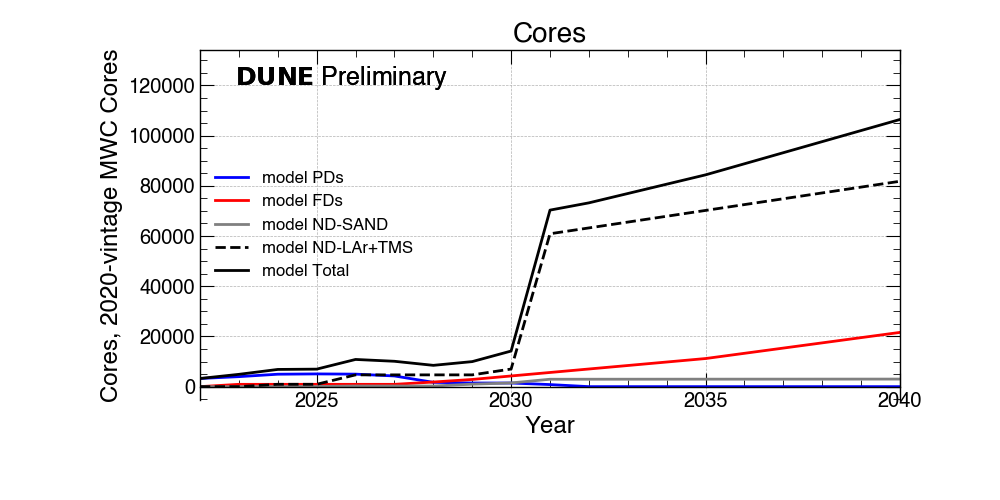 Cores
DUNE Preliminary
Cores, 2020-vintage MWC Cores
120000
100000
80000
60000
40000
20000
0
model PDs
model FDs
model ND-SAND
model ND-LAr+TMS
model Total
2025 2030 2035 2040
Year